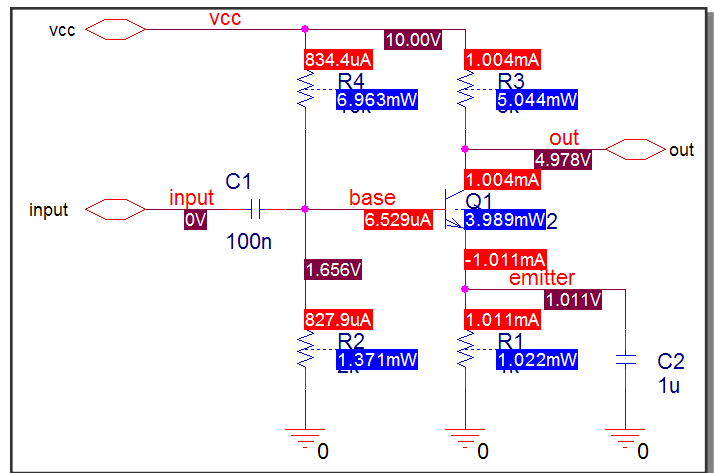 vcc
vcc
10.00V
834.4uA
1.004mA
R4
R3
6.963mW
5.044mW
out
out
4.978V
1.004mA
C1
input
input
base
Q1
0V
6.529uA
3.989mW
2
100n
-1.011mA
1.656V
emitter
1.011V
827.9uA
1.011mA
R2
R1
1.371mW
1.022mW
C2
1u
0
0
0